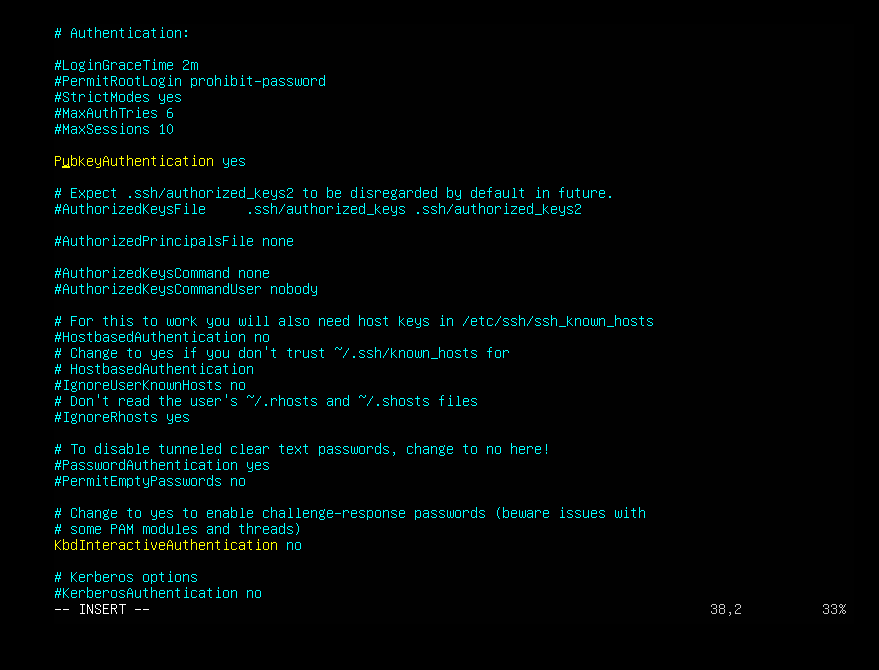 # Authentication:
#LoginGraceTime 2m
#PermitRootLogin prohibit-password
#StrictModes yes
#MaxAuthTries 6
#MaxSessions 10
PubkeyAuthentication yes
# Expect .ssh/authorized_keys2 to be disregarded by default in future.
#AuthorizedKeysFile     .ssh/authorized_keys .ssh/authorized_keys2
#AuthorizedPrincipalsFile none
#AuthorizedKeysCommand none
#AuthorizedKeysCommandUser nobody
# For this to work you will also need host keys in /etc/ssh/ssh_known_hosts
#HostbasedAuthentication no
# Change to yes if you don't trust ~/.ssh/known_hosts for
# HostbasedAuthentication
#IgnoreUserKnownHosts no
# Don't read the user's ~/.rhosts and ~/.shosts files
#IgnoreRhosts yes
# To disable tunneled clear text passwords, change to no here!
#PasswordAuthentication yes
#PermitEmptyPasswords no
# Change to yes to enable challenge-response passwords (beware issues with
# some PAM modules and threads)
KbdInteractiveAuthentication no
# Kerberos options
#KerberosAuthentication no
-- INSERT -- 38,2 33%